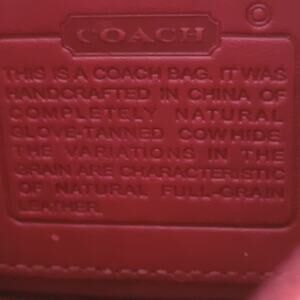 COACH
THIS IS A COACH BAG. IT WAS
HANDCRAFTED IN CHINA OF
COMPLETELY NATURAL
GLOVE-TANNED COWHIDE
THE VARIATIONS IN THE
GRAIN ARE CHARACTERISTIC
OF NATURAL FULL-GRAIN
LEATHER.